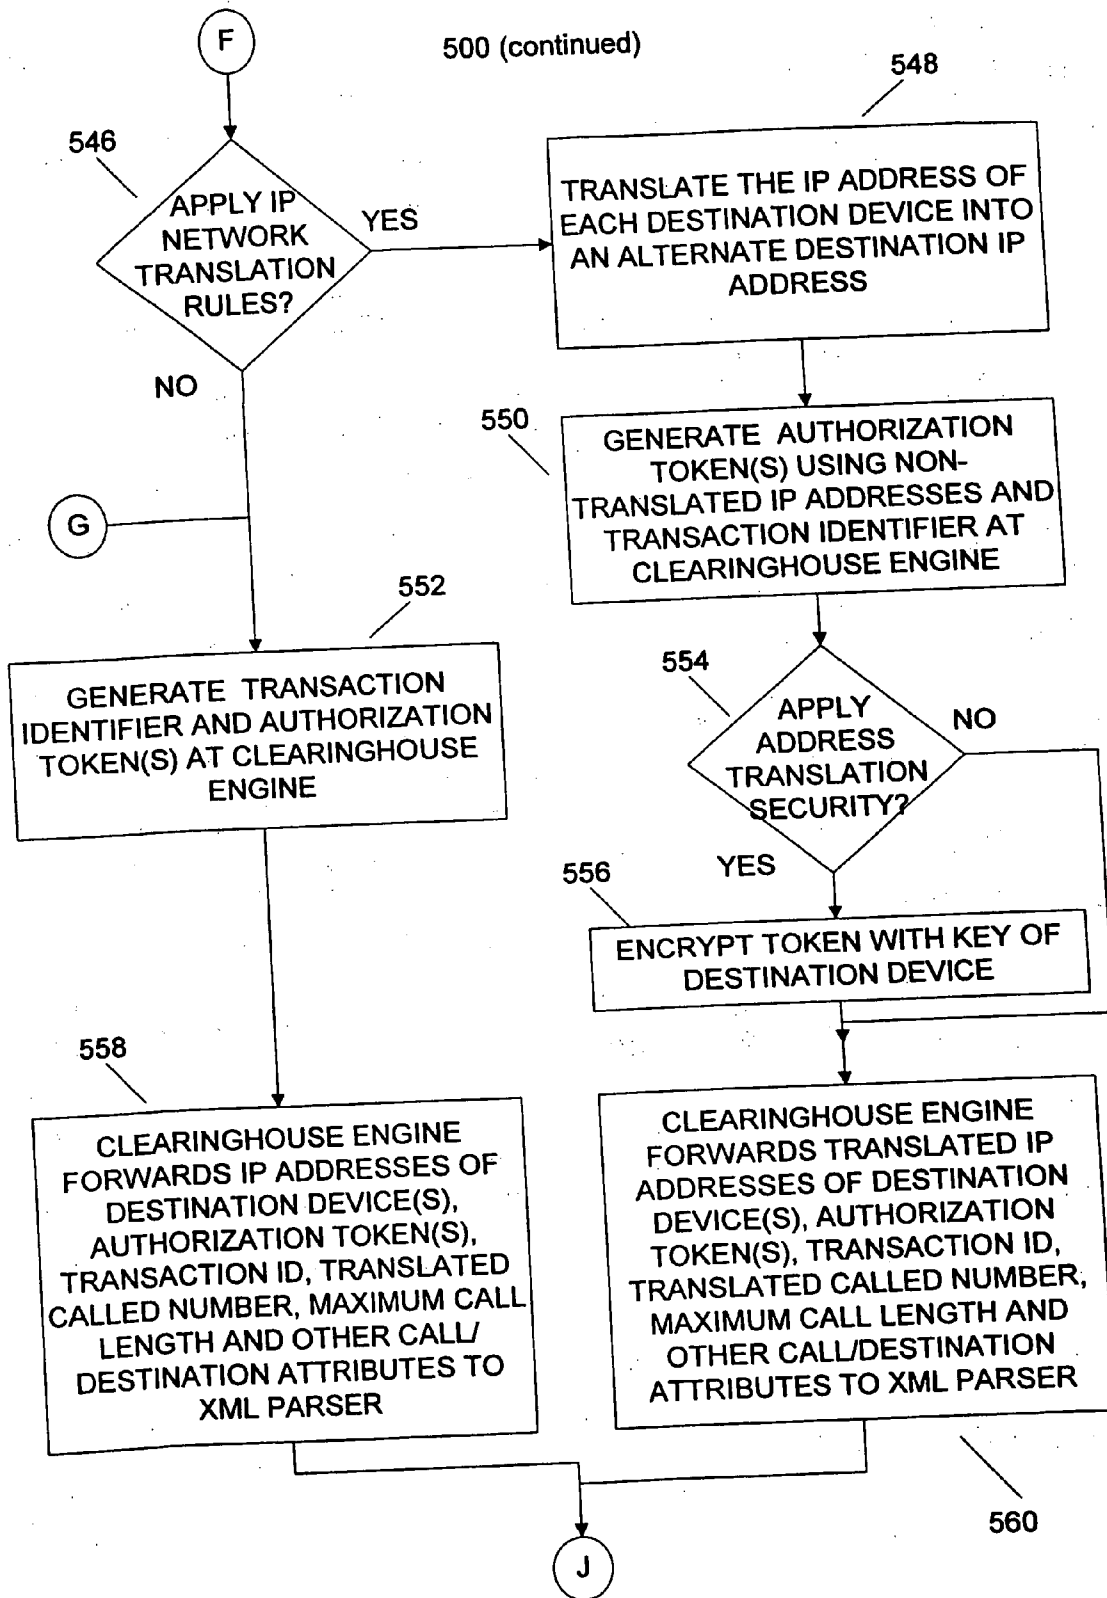 F
500 (continued)
548
546
APPLY IP
NETWORK
TRANSLATION
RULES?
YES
TRANSLATE THE IP ADDRESS OF
EACH DESTINATION DEVICE INTO
AN ALTERNATE DESTINATION IP
ADDRESS
NO
550
GENERATE AUTHORIZATION
TOKEN(S) USING NON-
TRANSLATED IP ADDRESSES AND
TRANSACTION IDENTIFIER AT
CLEARINGHOUSE ENGINE
G
552
GENERATE TRANSACTION
IDENTIFIER AND AUTHORIZATION
TOKEN(S) AT CLEARINGHOUSE
ENGINE
554
APPLY
ADDRESS
TRANSLATION
SECURITY?
NO
YES
556
ENCRYPT TOKEN WITH KEY OF
DESTINATION DEVICE
558
CLEARINGHOUSE ENGINE
FORWARDS IP ADDRESSES OF
DESTINATION DEVICE(S),
AUTHORIZATION TOKEN(S),
TRANSACTION ID, TRANSLATED
CALLED NUMBER, MAXIMUM CALL
LENGTH AND OTHER CALL/
DESTINATION ATTRIBUTES TO
XML PARSER
CLEARINGHOUSE ENGINE
FORWARDS TRANSLATED IP
ADDRESSES OF DESTINATION
DEVICE(S), AUTHORIZATION
TOKEN(S), TRANSACTION ID,
TRANSLATED CALLED NUMBER,
MAXIMUM CALL LENGTH AND
OTHER CALL/DESTINATION
ATTRIBUTES TO XML PARSER
560
J